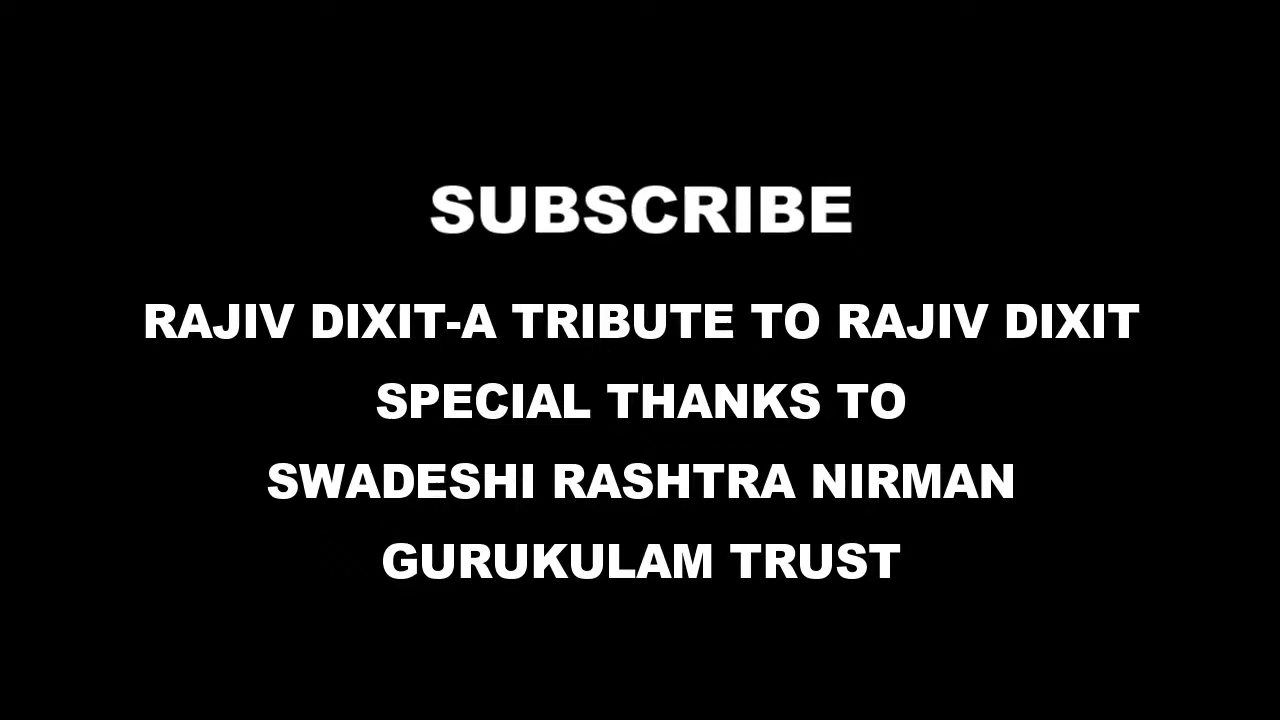 SUBSCRIBE
RAJIV DIXIT-A TRIBUTE TO RAJIV DIXIT
SPECIAL THANKS TO
SWADESHI RASHTRA NIRMAN
GURUKULAM TRUST